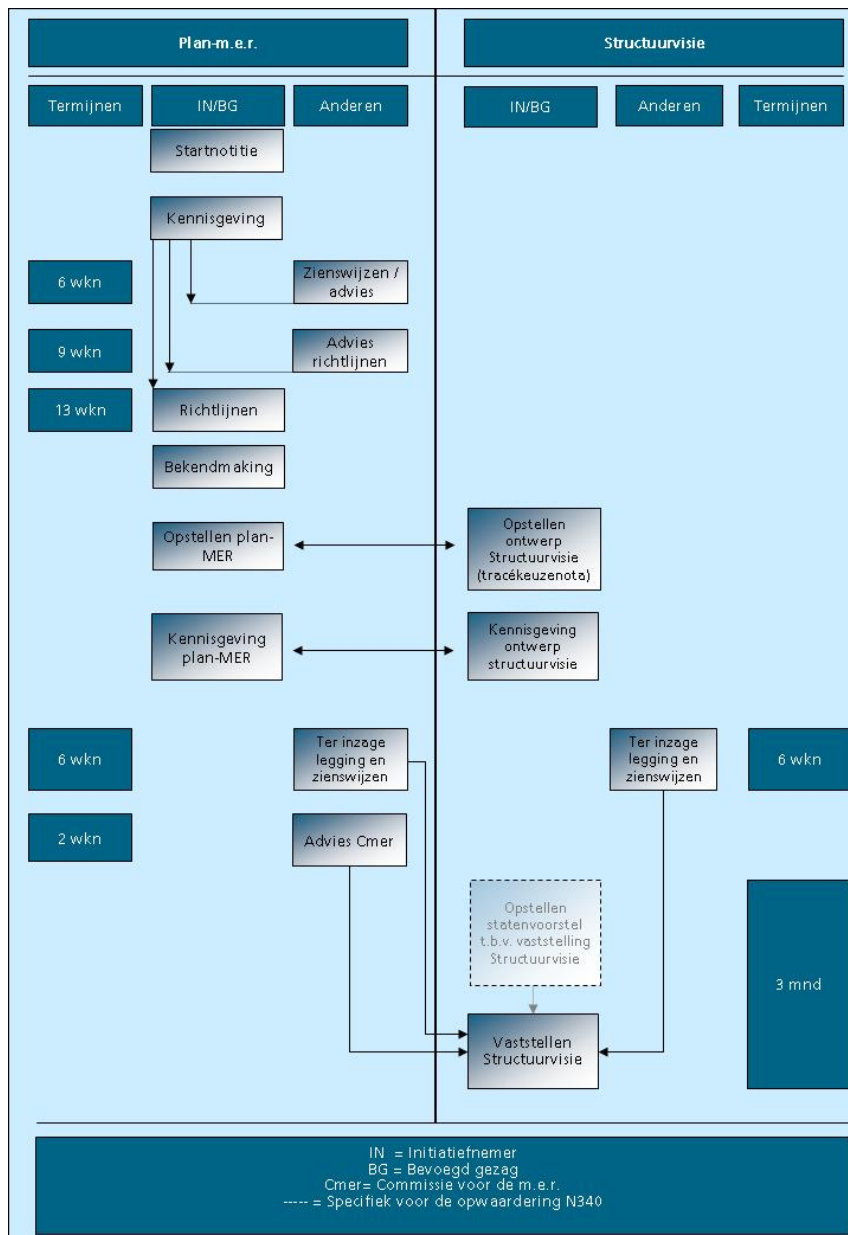 Plan-m.e.r.
Structuurvisie
Termijnen
IN/BG
Anderen
IN/BG
Anderen
Termijnen
Startnotitie
Kennisgeving
6 wkn
Zienswijzen /
advies
9 wkn
Advies
richtlijnen
13 wkn
Richtlijnen
Bekendmaking
Opstellen plan-
MER
Opstellen
ontwerp
Structuurvisie
(tracékeuzenota)
Kennisgeving
plan-MER
Kennisgeving
ontwerp
structuurvisie
6 wkn
Ter inzage
legging en
zienswijzen
Ter inzage
legging en
zienswijzen
6 wkn
2 wkn
Advies Cmer
Opstellen
statenvoorstel
t.b.v. vaststelling
Structuurvisie
3 mnd
Vaststellen
Structuurvisie
IN = Initiatiefnemer
BG = Bevoegd gezag
Cmer= Commissie voor de m.e.r.
----- = Specifiek voor de opwaardering N340